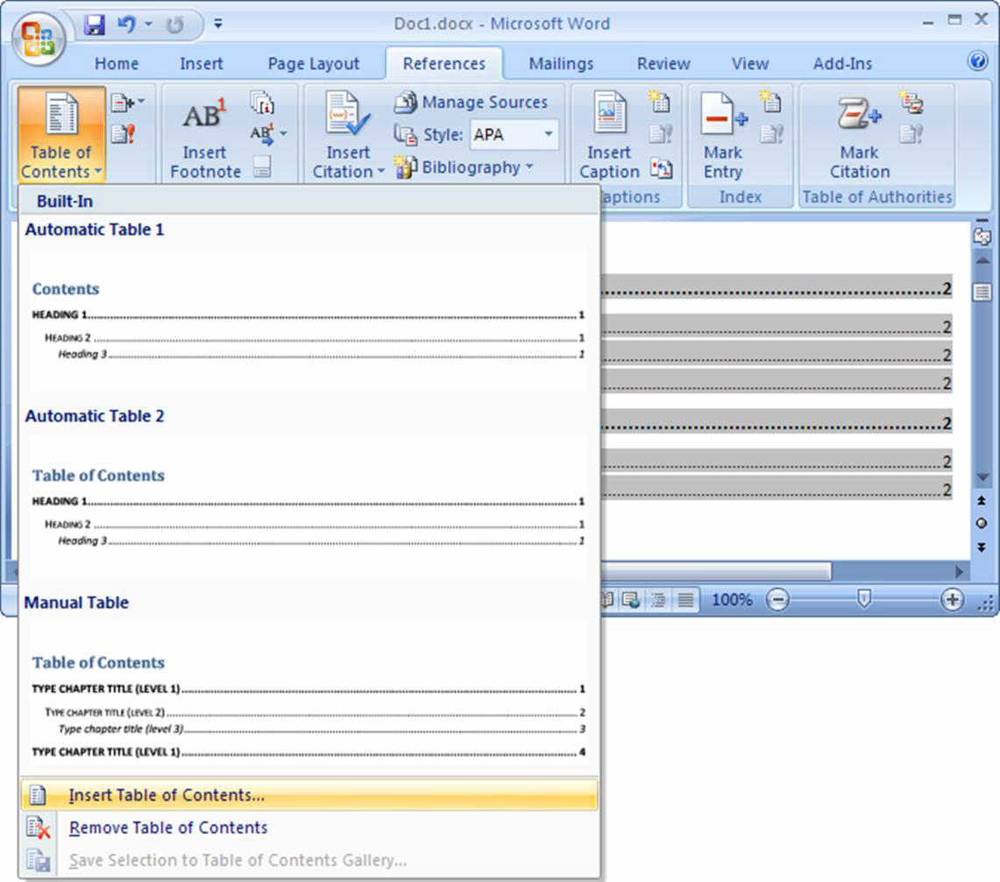 Doc1.docx - Microsoft Word
Home Insert Page Layout References Mailings Review View Add-Ins
Table of Contents
AB1
Insert Footnote
AB
i
Insert Citation
Manage Sources
Style: APA
Bibliography
Insert Caption
Mark Entry
Mark Citation
aptions
Index
Table of Authorities
Built-In
Automatic Table 1
Contents
HEADING 1 1
HEADING 2 1
Heading 3 1
Automatic Table 2
Table of Contents
HEADING 1 1
HEADING 2 1
Heading 3 1
Manual Table
Table of Contents
TYPE CHAPTER TITLE (LEVEL 1) 1
TYPE CHAPTER TITLE (LEVEL 2) 2
Type chapter title (level 3) 3
TYPE CHAPTER TITLE (LEVEL 1) 4
Insert Table of Contents...
Remove Table of Contents
Save Selection to Table of Contents Gallery...
2
2
2
2
2
2
2
100%